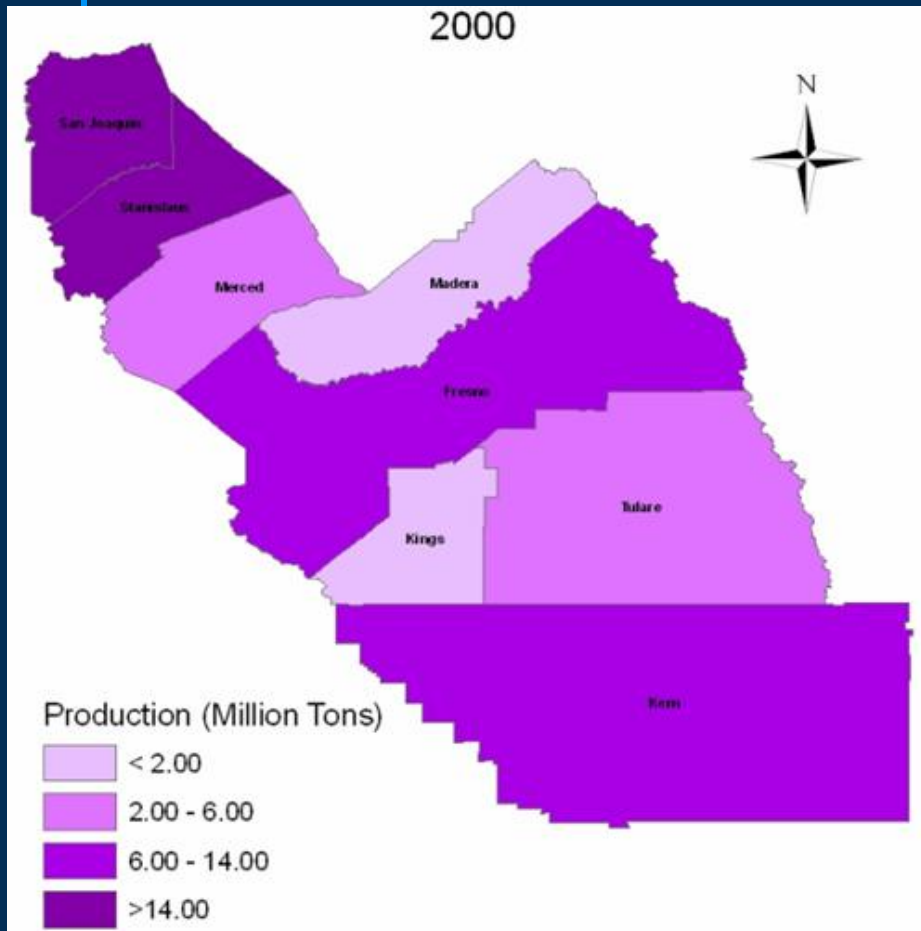 2000
N
San Joaquin
Stanislaus
Merced
Madera
Fresno
Tulare
Kings
Kern
Production (Million Tons)
< 2.00
2.00 - 6.00
6.00 - 14.00
>14.00